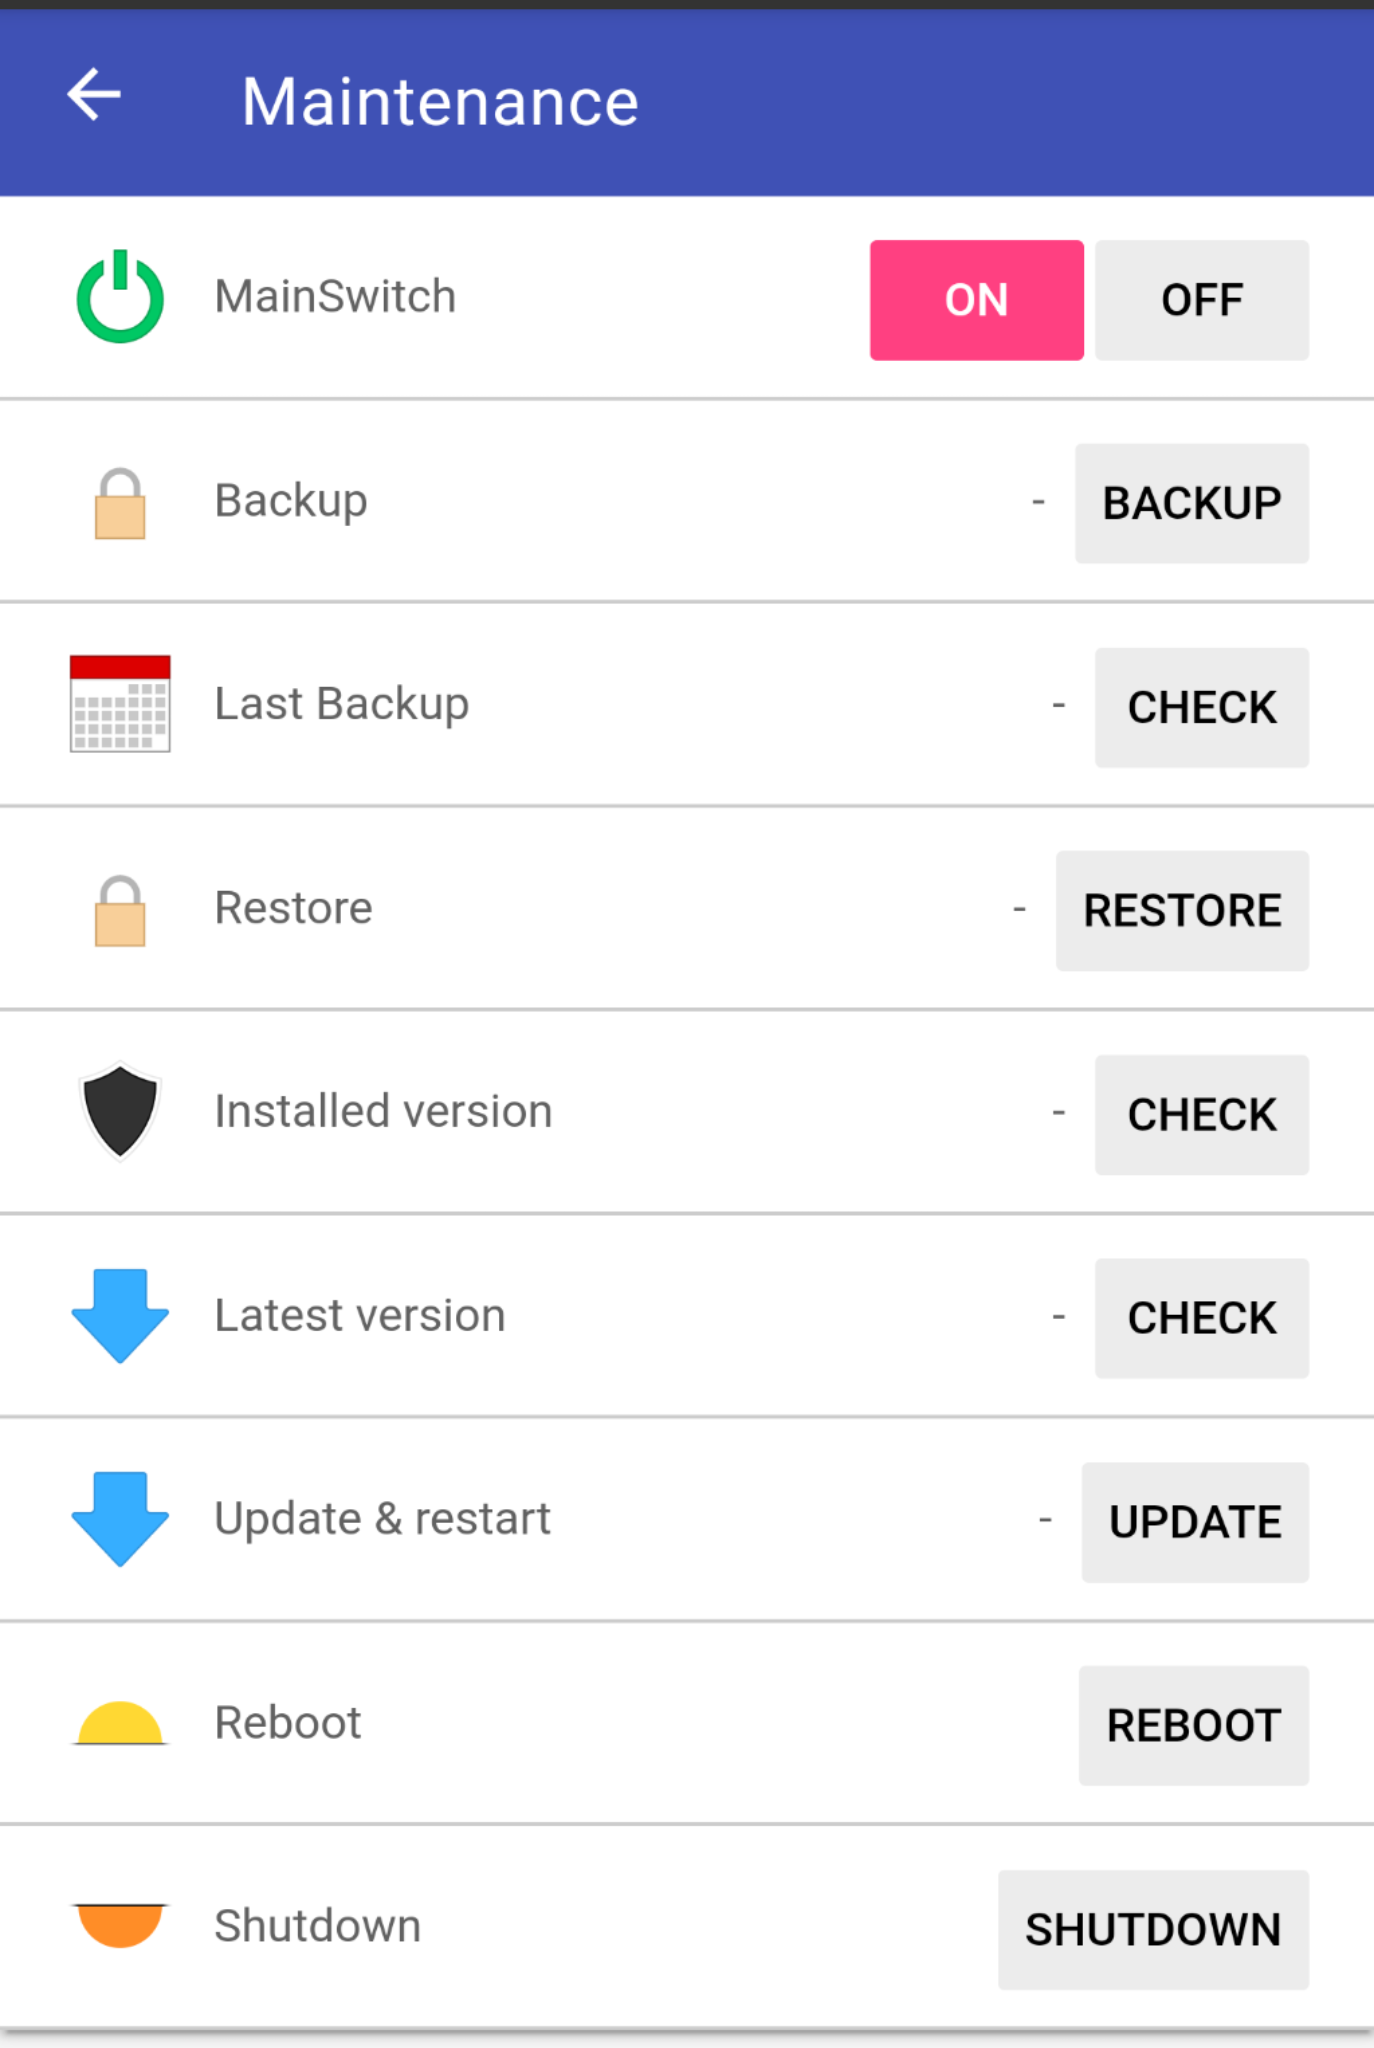 Maintenance
MainSwitch ON OFF
Backup - BACKUP
Last Backup - CHECK
Restore - RESTORE
Installed version - CHECK
Latest version - CHECK
Update & restart - UPDATE
Reboot REBOOT
Shutdown SHUTDOWN